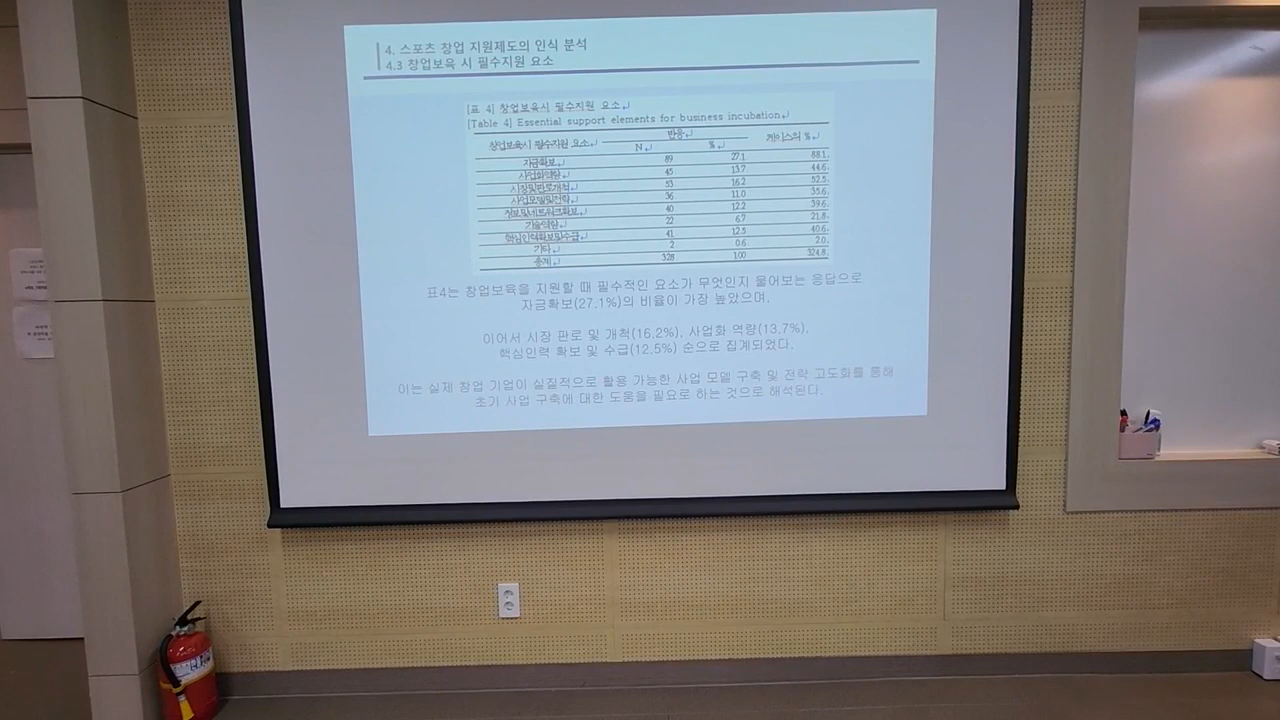 4. 스포츠 창업 지원제도의 인식 분석
4.3 창업보육 시 필수지원 요소
[표 4] 창업보육시 필수지원 요소
[Table 4] Essential support elements for business incubation
창업보육시 필수지원 요소 반응 케이스의 %
N %
자금확보 89 27.1 88.1
사업화역량 45 13.7 44.6
시장및판로개척 53 16.2 52.5
사업모델및전략 36 11.0 35.6
정보및네트워크확보 40 12.2 39.6
기술역량 22 6.7 21.8
핵심인력확보및수급 41 12.5 40.6
기타 2 0.6 2.0
총계 328 1.00 324.8
표4는 창업보육을 지원할 때 필수적인 요소가 무엇인지 물어보는 응답으로
자금확보(27.1%)의 비율이 가장 높았으며,
이어서 시장 판로 및 개척(16.2%), 사업화 역량(13.7%),
핵심인력 확보 및 수급(12.5%) 순으로 집계되었다.
이는 실제 창업 기업이 실질적으로 활용 가능한 사업 모델 구축 및 전략 고도화를 통해
초기 사업 구축에 대한 도움을 필요로 하는 것으로 해석된다.